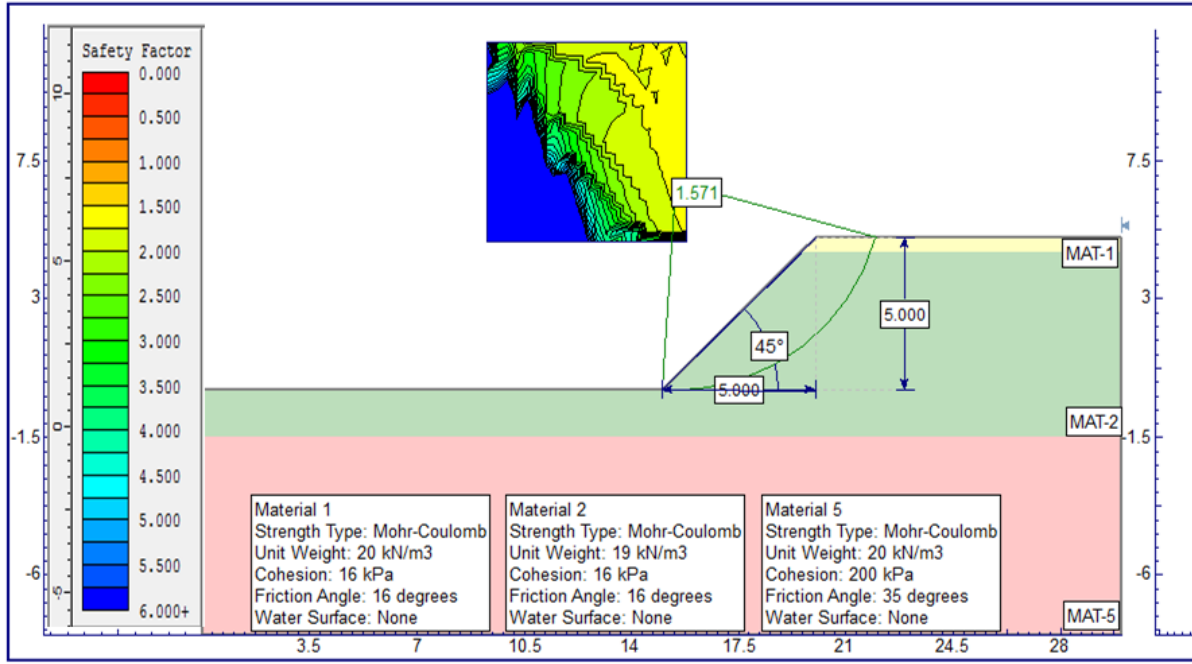 Safety Factor
0.000
0.500
1.000
1.500
2.000
2.500
3.000
3.500
4.000
4.500
5.000
5.500
6.000+
10
5
0
-5
7.5
3
-1.5
-6
1.571
45°
5.000
5.000
MAT-1
MAT-2
MAT-5
7.5
3
-1.5
-6
Material 1
Strength Type: Mohr-Coulomb
Unit Weight: 20 kN/m3
Cohesion: 16 kPa
Friction Angle: 16 degrees
Water Surface: None
Material 2
Strength Type: Mohr-Coulomb
Unit Weight: 19 kN/m3
Cohesion: 16 kPa
Friction Angle: 16 degrees
Water Surface: None
Material 5
Strength Type: Mohr-Coulomb
Unit Weight: 20 kN/m3
Cohesion: 200 kPa
Friction Angle: 35 degrees
Water Surface: None
3.5 7 10.5 14 17.5 21 24.5 28